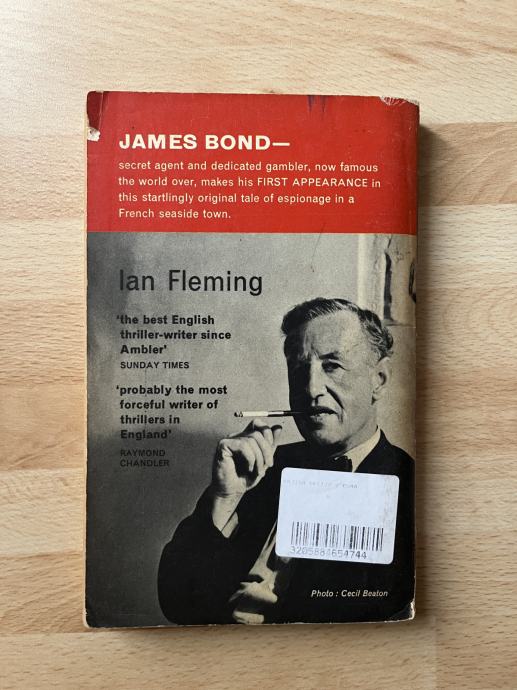 JAMES BOND—
secret agent and dedicated gambler, now famous
the world over, makes his FIRST APPEARANCE in
this startlingly original tale of espionage in a
French seaside town.
Ian Fleming
‘the best English
thriller-writer since
Ambler’
SUNDAY TIMES
‘probably the most
forceful writer of
thrillers in
England’
RAYMOND
CHANDLER
3205884654744
Photo : Cecil Beaton